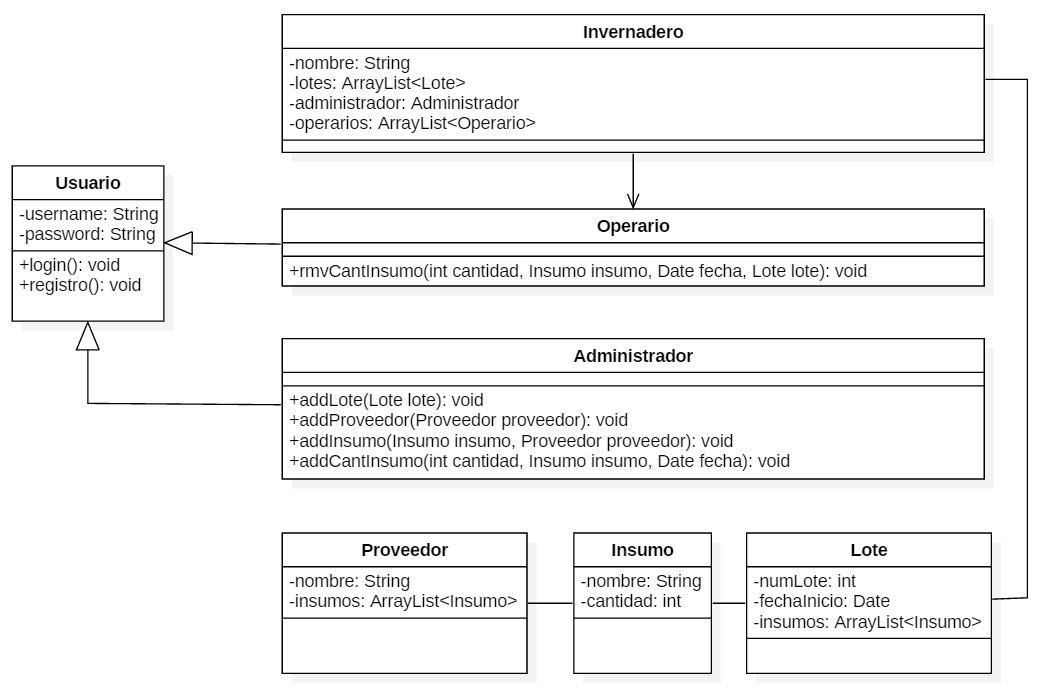 Invernadero
-nombre: String
-lotes: ArrayList<Lote>
-administrador: Administrador
-operarios: ArrayList<Operario>
Usuario
-username: String
-password: String
+login(): void
+registro(): void
Operario
+rmvCantInsumo(int cantidad, Insumo insumo, Date fecha, Lote lote): void
Administrador
+addLote(Lote lote): void
+addProveedor(Proveedor proveedor): void
+addInsumo(Insumo insumo, Proveedor proveedor): void
+addCantInsumo(int cantidad, Insumo insumo, Date fecha): void
Proveedor
-nombre: String
-insumos: ArrayList<Insumo>
Insumo
-nombre: String
-cantidad: int
Lote
-numLote: int
-fechaInicio: Date
-insumos: ArrayList<Insumo>